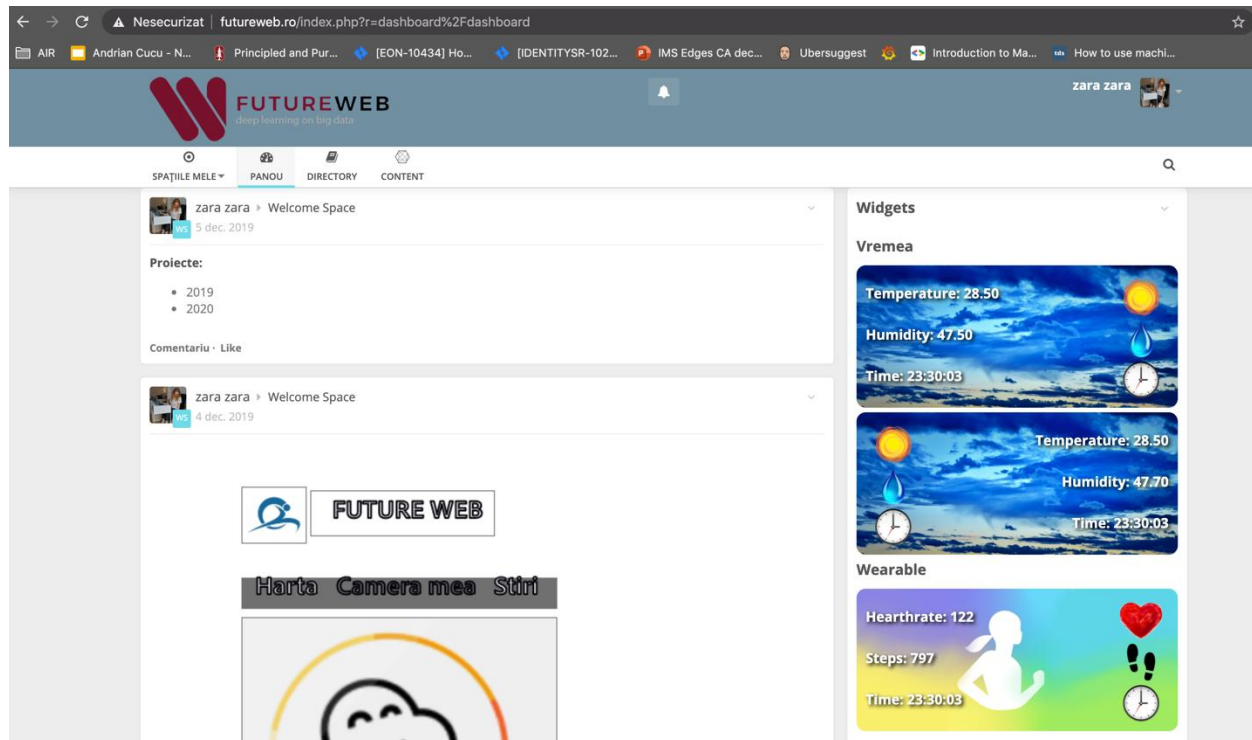 Nesecurizat | futureweb.ro/index.php?r=dashboard%2Fdashboard
AIR Andrian Cucu - N... Principled and Pur... [EON-10434] Ho... [IDENTITYSR-102... IMS Edges CA dec... Ubersuggest Introduction to Ma... tds How to use machi...
FUTUREWEB
deep learning on big data
zara zara
SPAȚIILE MELE PANOU DIRECTORY CONTENT
zara zara Welcome Space
WS 5 dec. 2019
Proiecte:
2019
2020
Comentariu · Like
zara zara Welcome Space
WS 4 dec. 2019
FUTURE WEB
Harta Camera mea Stiri
Widgets
Vremea
Temperature: 28.50
Humidity: 47.50
Time: 23:30:03
Temperature: 28.50
Humidity: 47.70
Time: 23:30:03
Wearable
Hearthrate: 122
Steps: 797
Time: 23:30:03